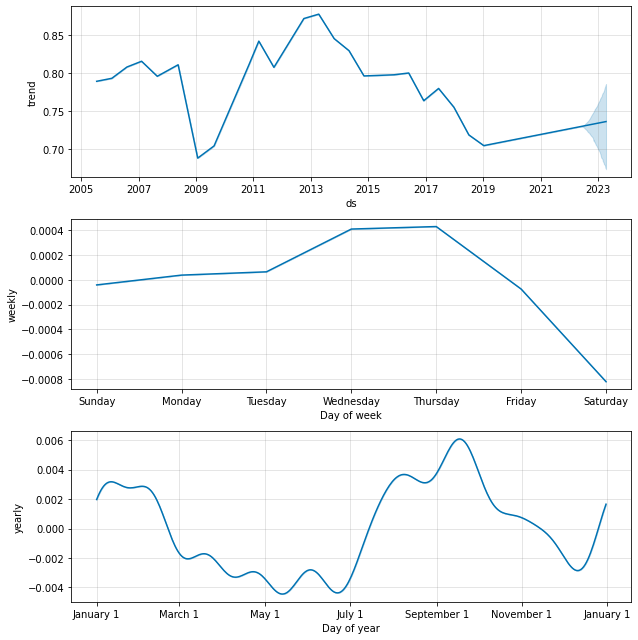 0.85
0.80
0.75
0.70
trend
2005 2007 2009 2011 2013 2015 2017 2019 2021 2023
ds
0.0004
0.0002
0.0000
−0.0002
−0.0004
−0.0006
−0.0008
weekly
Sunday Monday Tuesday Wednesday Thursday Friday Saturday
Day of week
0.006
0.004
0.002
0.000
−0.002
−0.004
yearly
January 1 March 1 May 1 July 1 September 1 November 1 January 1
Day of year